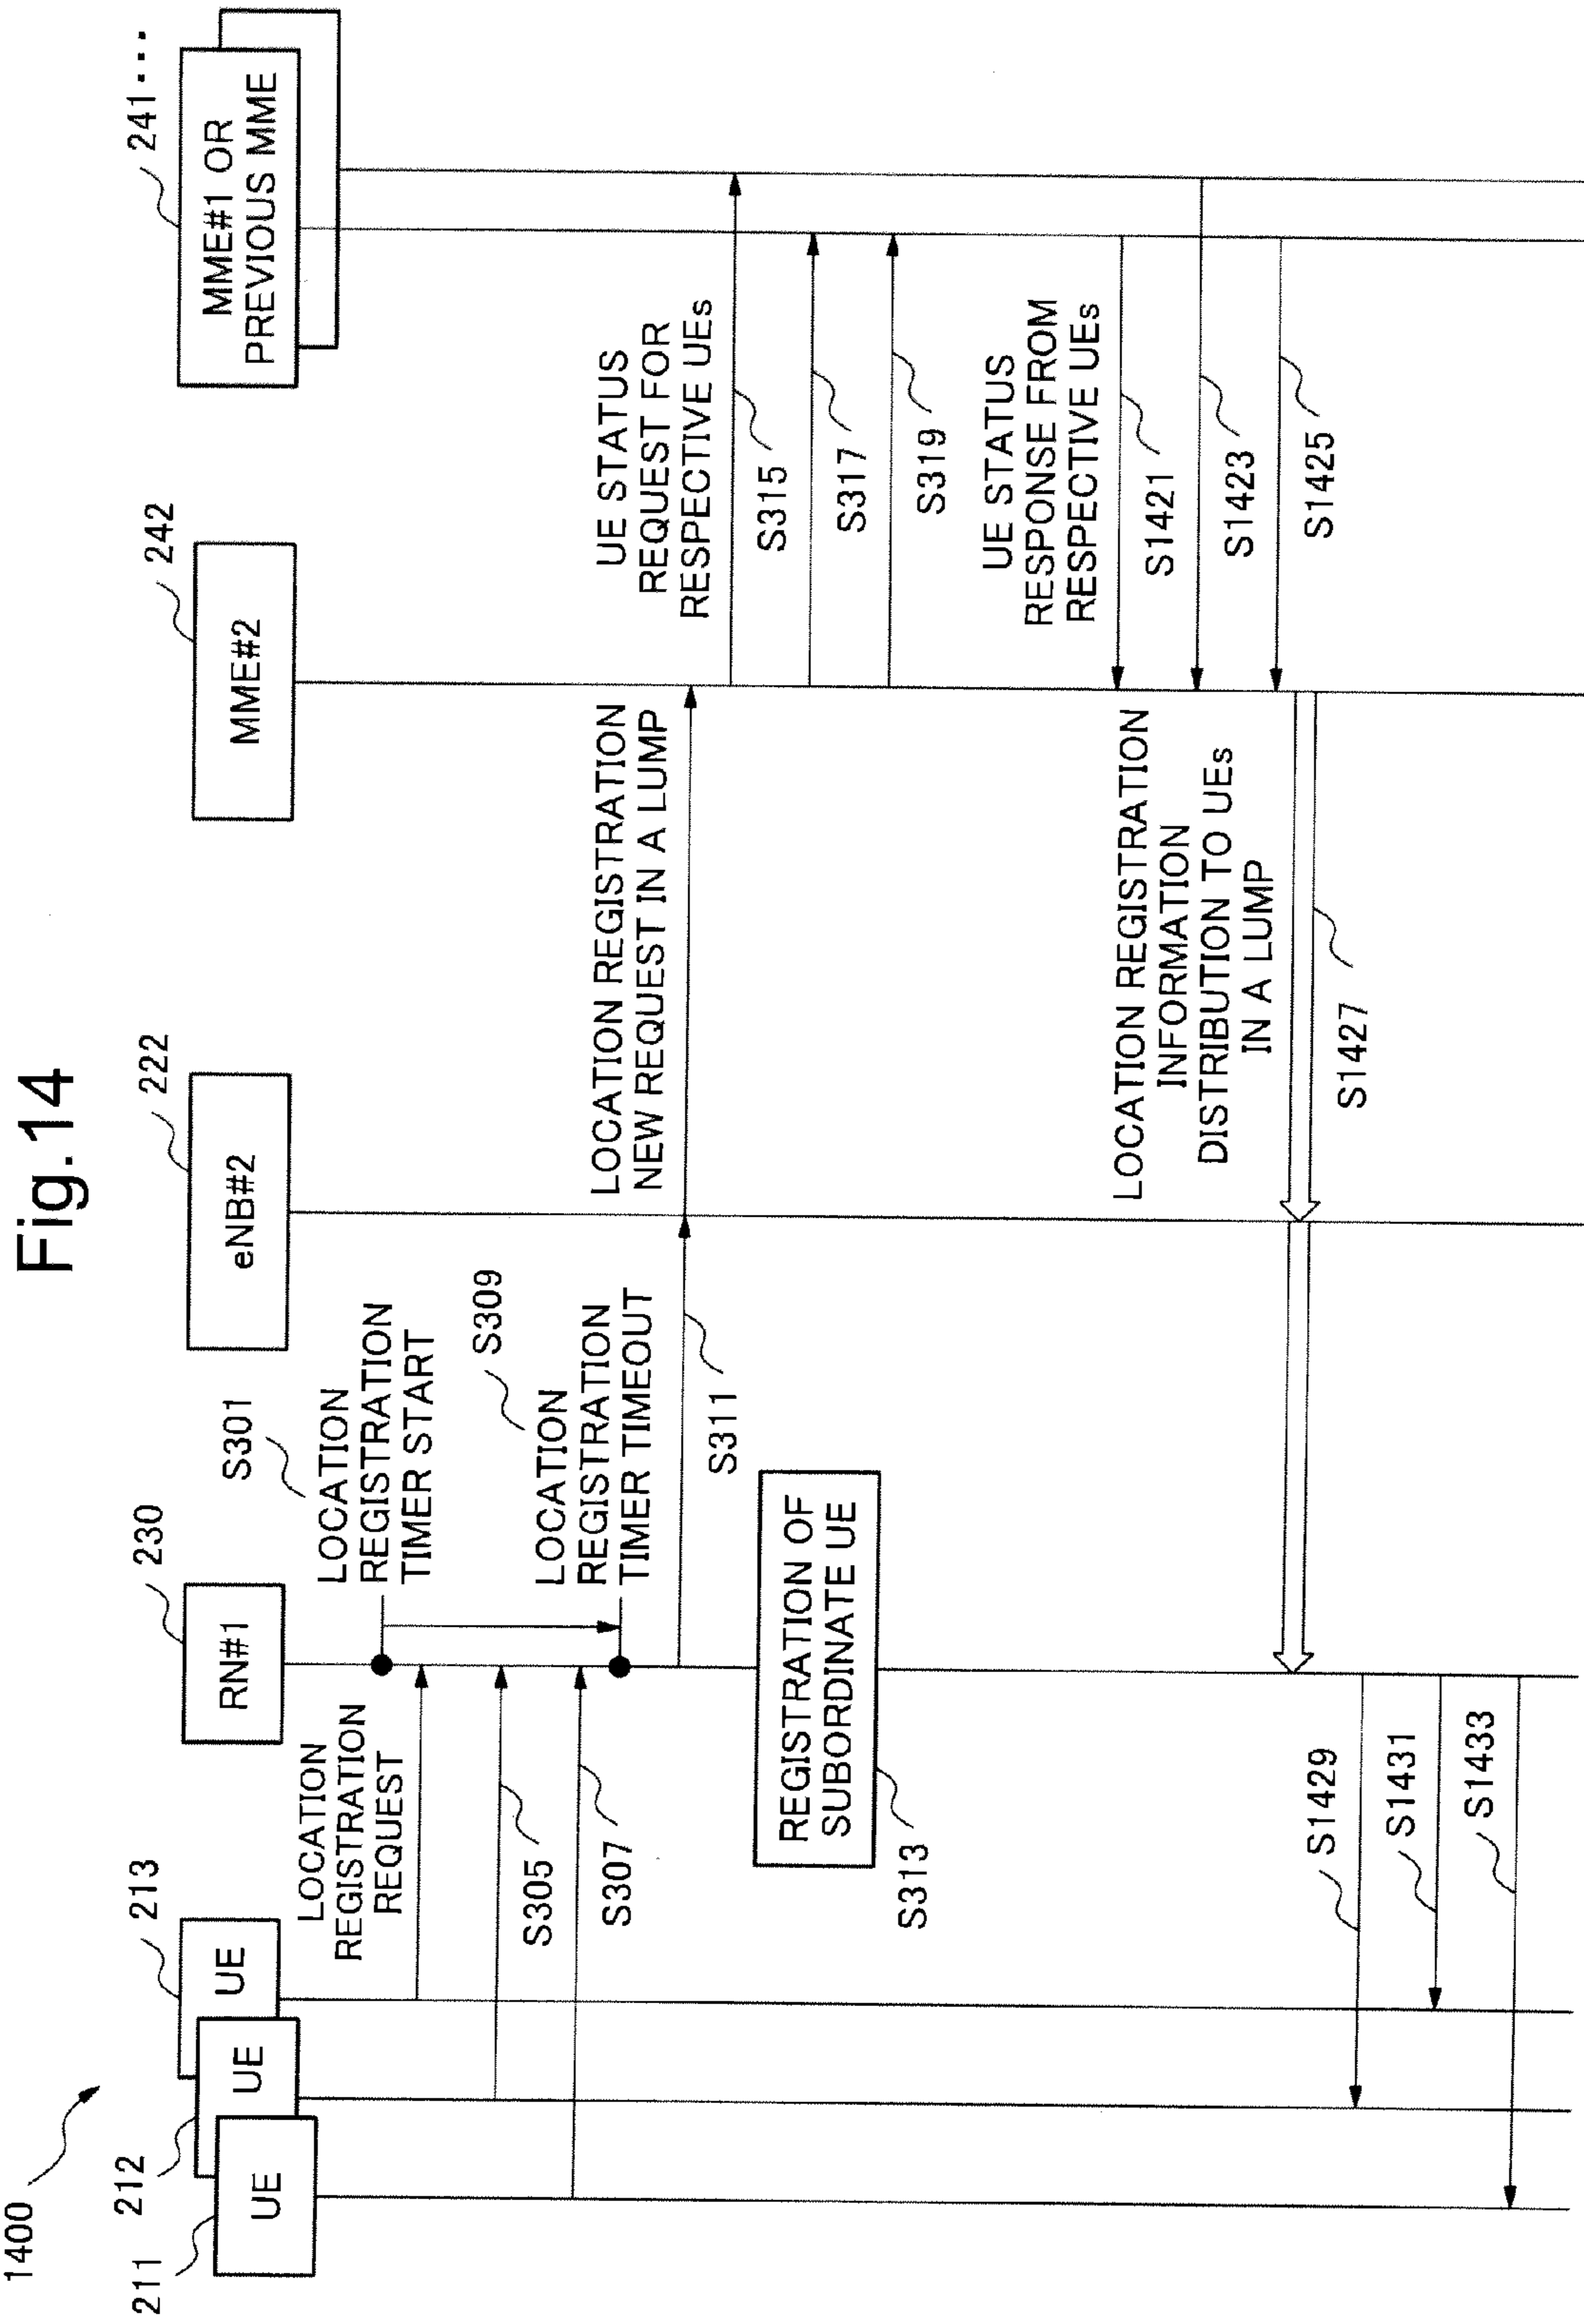 Fig.14
1400
211
212
213
230
222
242
241...
UE
UE
UE
RN#1
eNB#2
MME#2
MME#1 OR
PREVIOUS MME
S301
LOCATION
REGISTRATION
TIMER START
LOCATION
REGISTRATION
REQUEST
S305
S307
S309
LOCATION
REGISTRATION
TIMER TIMEOUT
S311
LOCATION REGISTRATION
NEW REQUEST IN A LUMP
REGISTRATION OF
SUBORDINATE UE
S313
UE STATUS
REQUEST FOR
RESPECTIVE UEs
S315
S317
S319
UE STATUS
RESPONSE FROM
RESPECTIVE UEs
S1421
S1423
S1425
LOCATION REGISTRATION
INFORMATION
DISTRIBUTION TO UEs
IN A LUMP
S1427
S1429
S1431
S1433